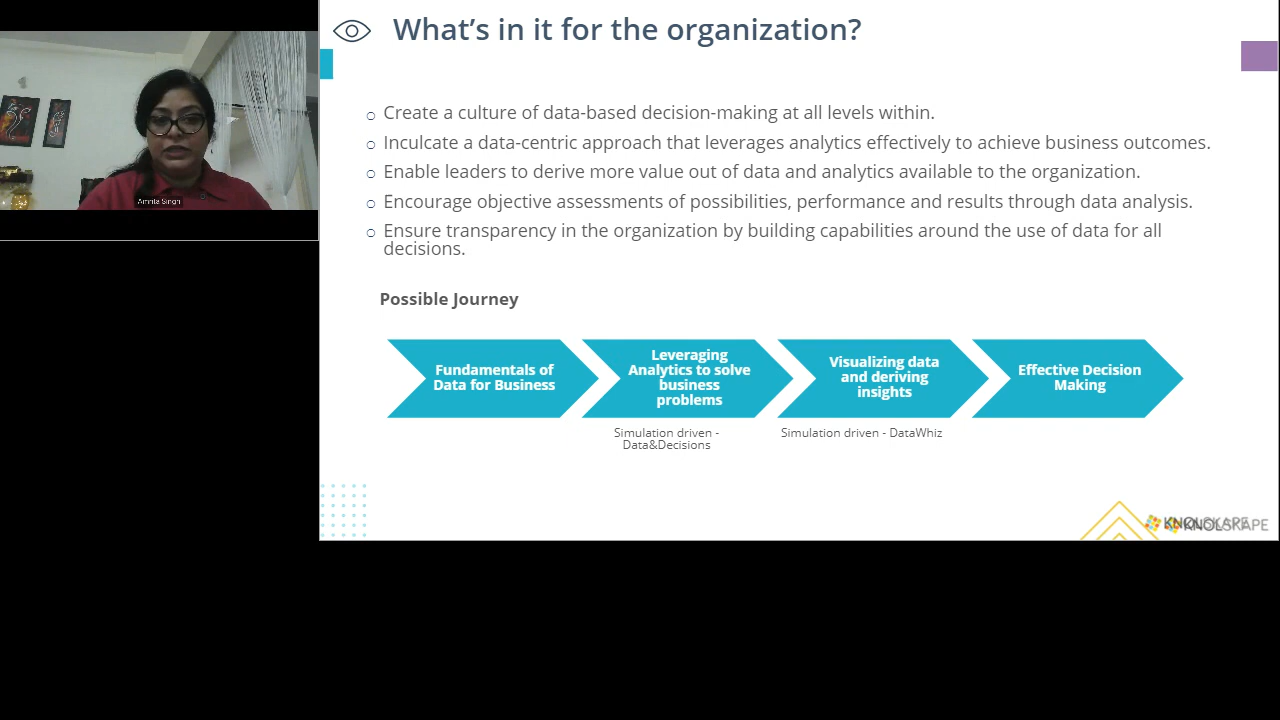 What's in it for the organization?
Create a culture of data-based decision-making at all levels within.
Inculcate a data-centric approach that leverages analytics effectively to achieve business outcomes.
Enable leaders to derive more value out of data and analytics available to the organization.
Encourage objective assessments of possibilities, performance and results through data analysis.
Ensure transparency in the organization by building capabilities around the use of data for all
decisions.
Amrita Singh
Possible Journey
Fundamentals of
Data for Business
Leveraging
Analytics to solve
business
problems
Visualizing data
and deriving
insights
Effective Decision
Making
Simulation driven -
Data&Decisions
Simulation driven - DataWhiz
KNOLSKAPE
KNOLSKAPE